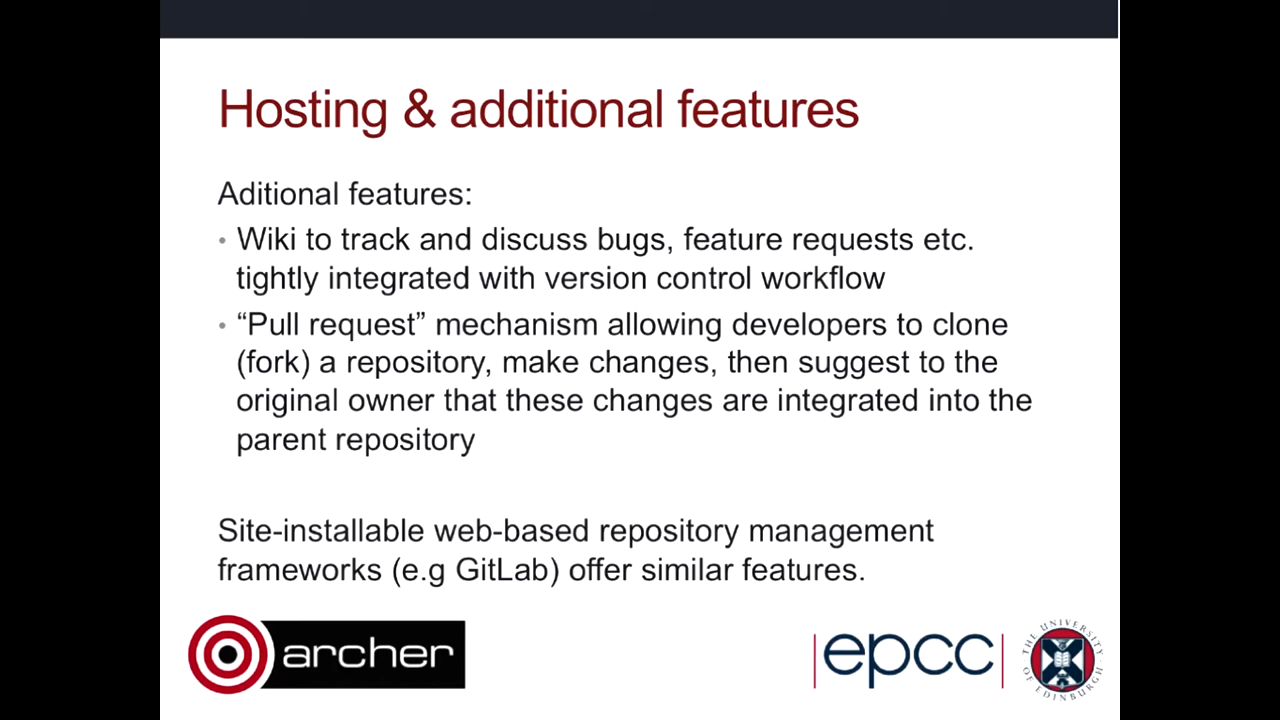 Hosting & additional features
Aditional features:
• Wiki to track and discuss bugs, feature requests etc.
tightly integrated with version control workflow
• “Pull request” mechanism allowing developers to clone
(fork) a repository, make changes, then suggest to the
original owner that these changes are integrated into the
parent repository
Site-installable web-based repository management
frameworks (e.g GitLab) offer similar features.
archer
epcc
THE UNIVERSITY
OF EDINBURGH